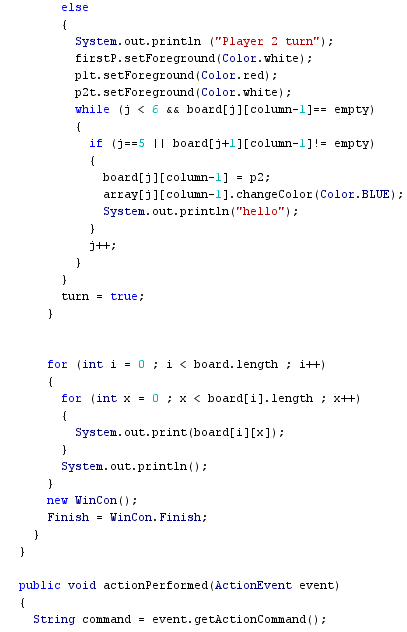 else
{
System.out.println ("Player 2 turn");
firstP.setForeground(Color.white);
plt.setForeground(Color.red);
p2t.setForeground(Color.white);
while (j < 6 && board[j][column-1]== empty)
{
if (j==5 || board[j+1][column-1]!= empty)
{
board[j][column-1] = p2;
array[j][column-1].changeColor(Color.BLUE);
System.out.println("hello");
}
j++;
}
}
turn = true;
}
for (int i = 0 ; i < board.length ; i++)
{
for (int x = 0 ; x < board[i].length ; x++)
{
System.out.print(board[i][x]);
}
System.out.println();
}
new WinCon();
Finish = WinCon.Finish;
}
}
public void actionPerformed(ActionEvent event)
{
String command = event.getActionCommand();